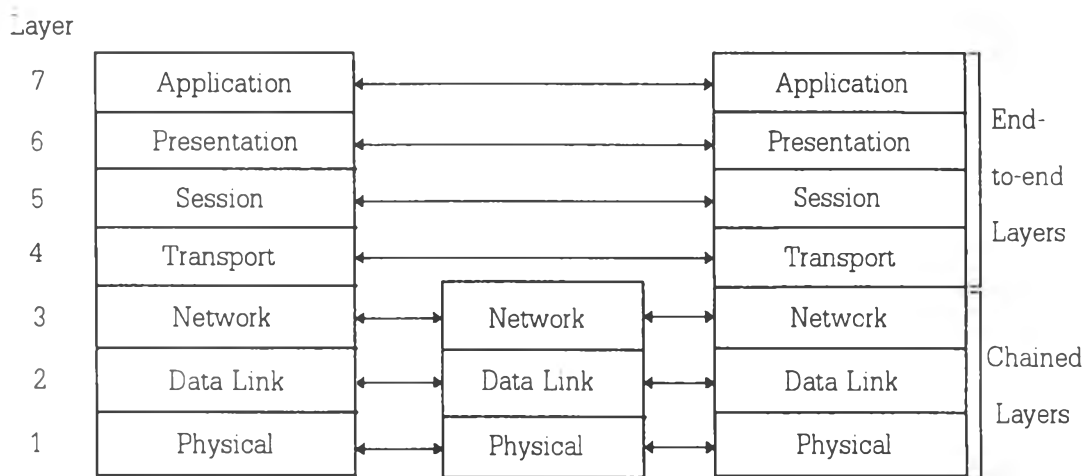 Layer
7 Application Application
6 Presentation Presentation
5 Session Session
4 Transport Transport
End-
to-end
Layers
3 Network Network Network
2 Data Link Data Link Data Link
1 Physical Physical Physical
Chained
Layers